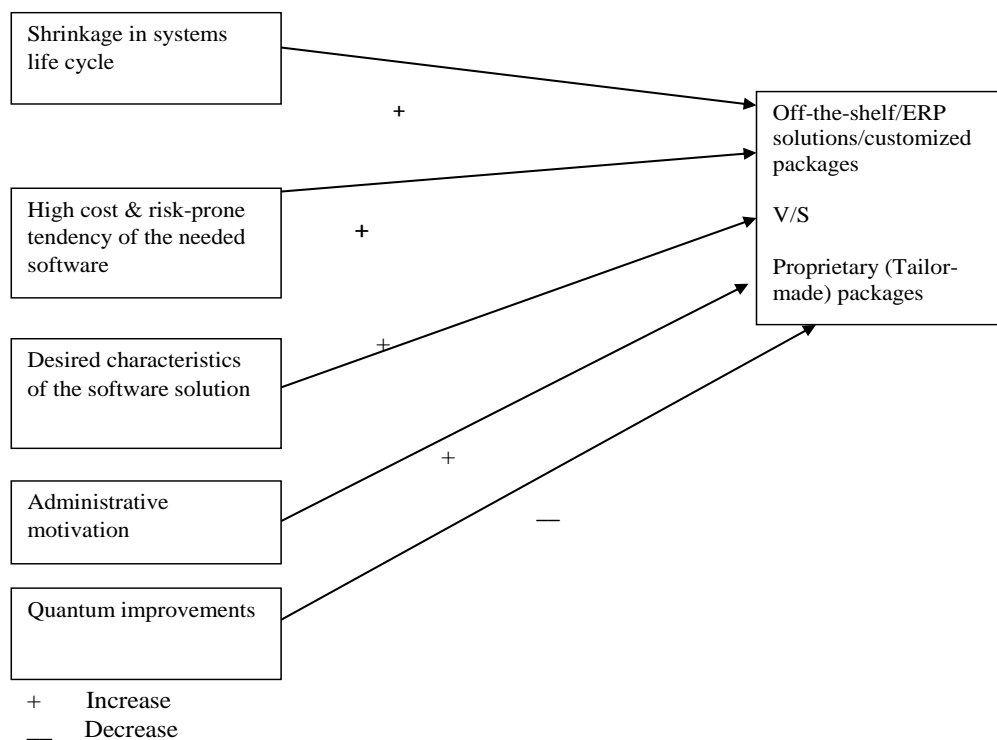 Shrinkage in systems
life cycle
+
Off-the-shelf/ERP
solutions/customized
packages
V/S
Proprietary (Tailor-
made) packages
High cost & risk-prone
tendency of the needed
software
+
Desired characteristics
of the software solution
+
Administrative
motivation
+
Quantum improvements
—
+ Increase
— Decrease